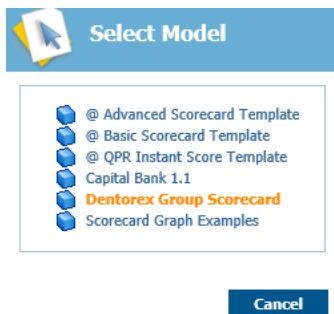 Select Model
@ Advanced Scorecard Template
@ Basic Scorecard Template
@ QPR Instant Score Template
Capital Bank 1.1
Dentorex Group Scorecard
Scorecard Graph Examples
Cancel